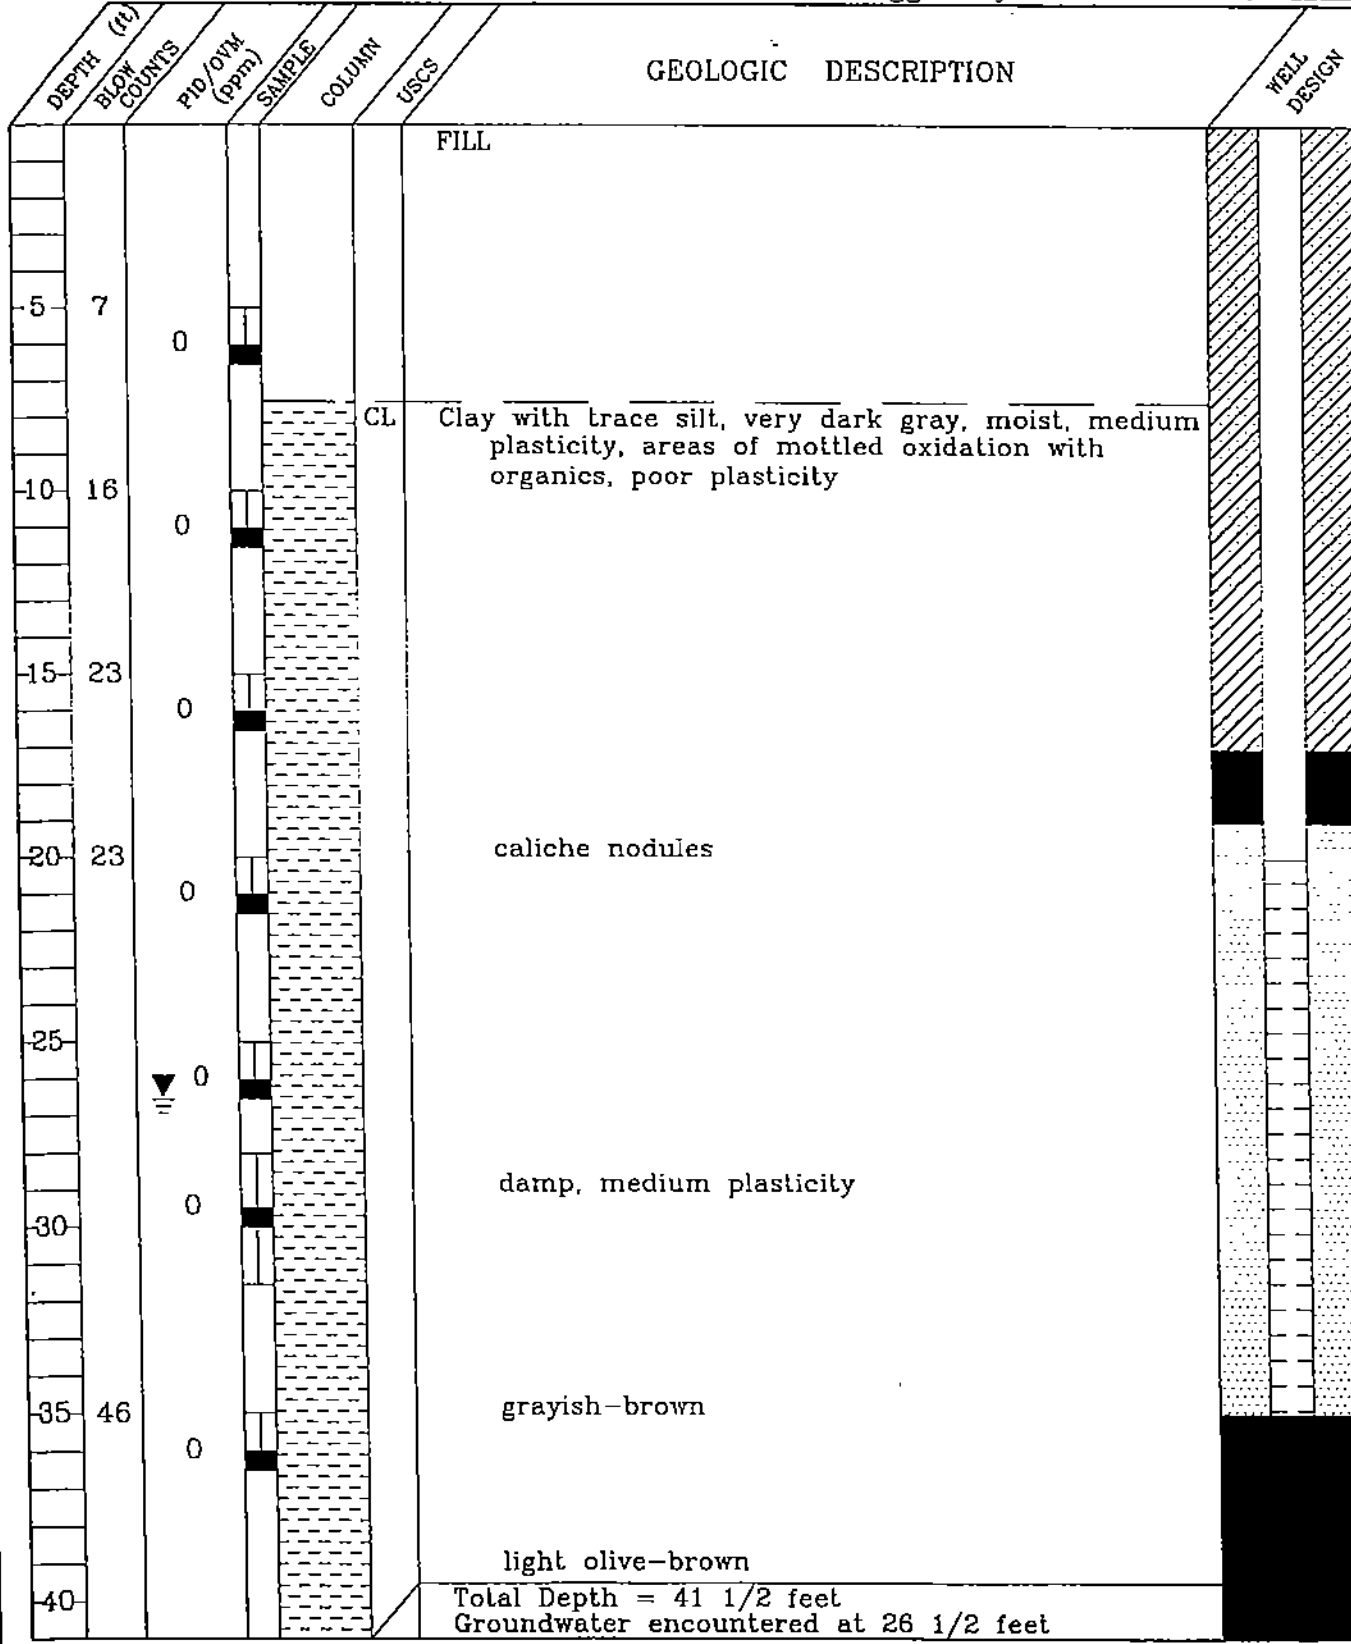 DEPTH (ft)
BLOW COUNTS
PID/OVM (ppm)
SAMPLE
COLUMN
USCS
GEOLOGIC DESCRIPTION
WELL DESIGN
FILL
5 7
0
CL Clay with trace silt, very dark gray, moist, medium
plasticity, areas of mottled oxidation with
organics, poor plasticity
10 16
0
15 23
0
caliche nodules
20 23
0
25
0
damp, medium plasticity
0
30
grayish-brown
35 46
0
light olive-brown
Total Depth = 41 1/2 feet
40
Groundwater encountered at 26 1/2 feet